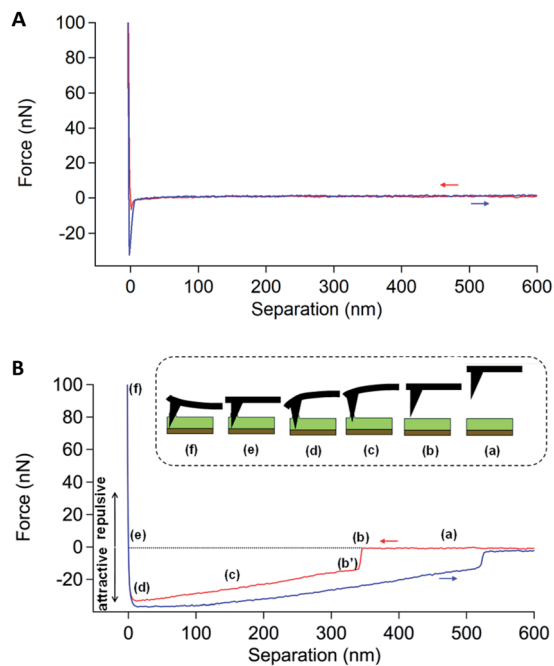 A
100
80
60
40
20
0
-20
Force (nN)
0 100 200 300 400 500 600
Separation (nm)
B
100
80
60
40
20
0
-20
Force (nN)
attractive repulsive
(f) (e) (d) (c) (b) (a)
(f)
(e)
(b) (a)
(b')
(c)
(d)
0 100 200 300 400 500 600
Separation (nm)